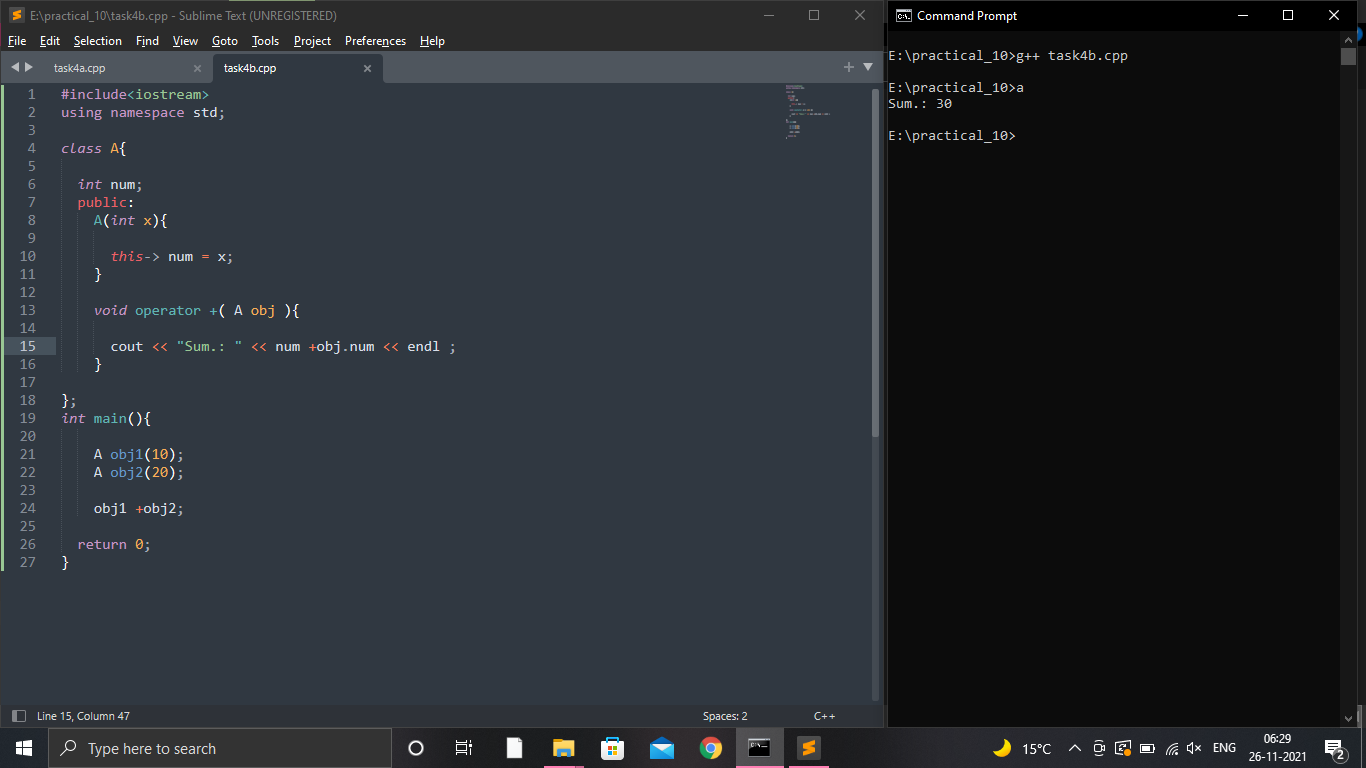 E:\practical_10\task4b.cpp - Sublime Text (UNREGISTERED)
File Edit Selection Find View Goto Tools Project Preferences Help
task4a.cpp × task4b.cpp ×
1 #include<iostream>
2 using namespace std;
3
4 class A{
5
6 int num;
7 public:
8 A(int x){
9
10 this-> num = x;
11 }
12
13 void operator +( A obj ){
14
15 cout << "Sum.: " << num +obj.num << endl ;
16 }
17
18 };
19 int main(){
20
21 A obj1(10);
22 A obj2(20);
23
24 obj1 +obj2;
25
26 return 0;
27 }
Line 15, Column 47 Spaces: 2 C++
Command Prompt
E:\practical_10>g++ task4b.cpp
E:\practical_10>a
Sum.: 30
E:\practical_10>
Type here to search
15°C ENG
06:29
26-11-2021
2